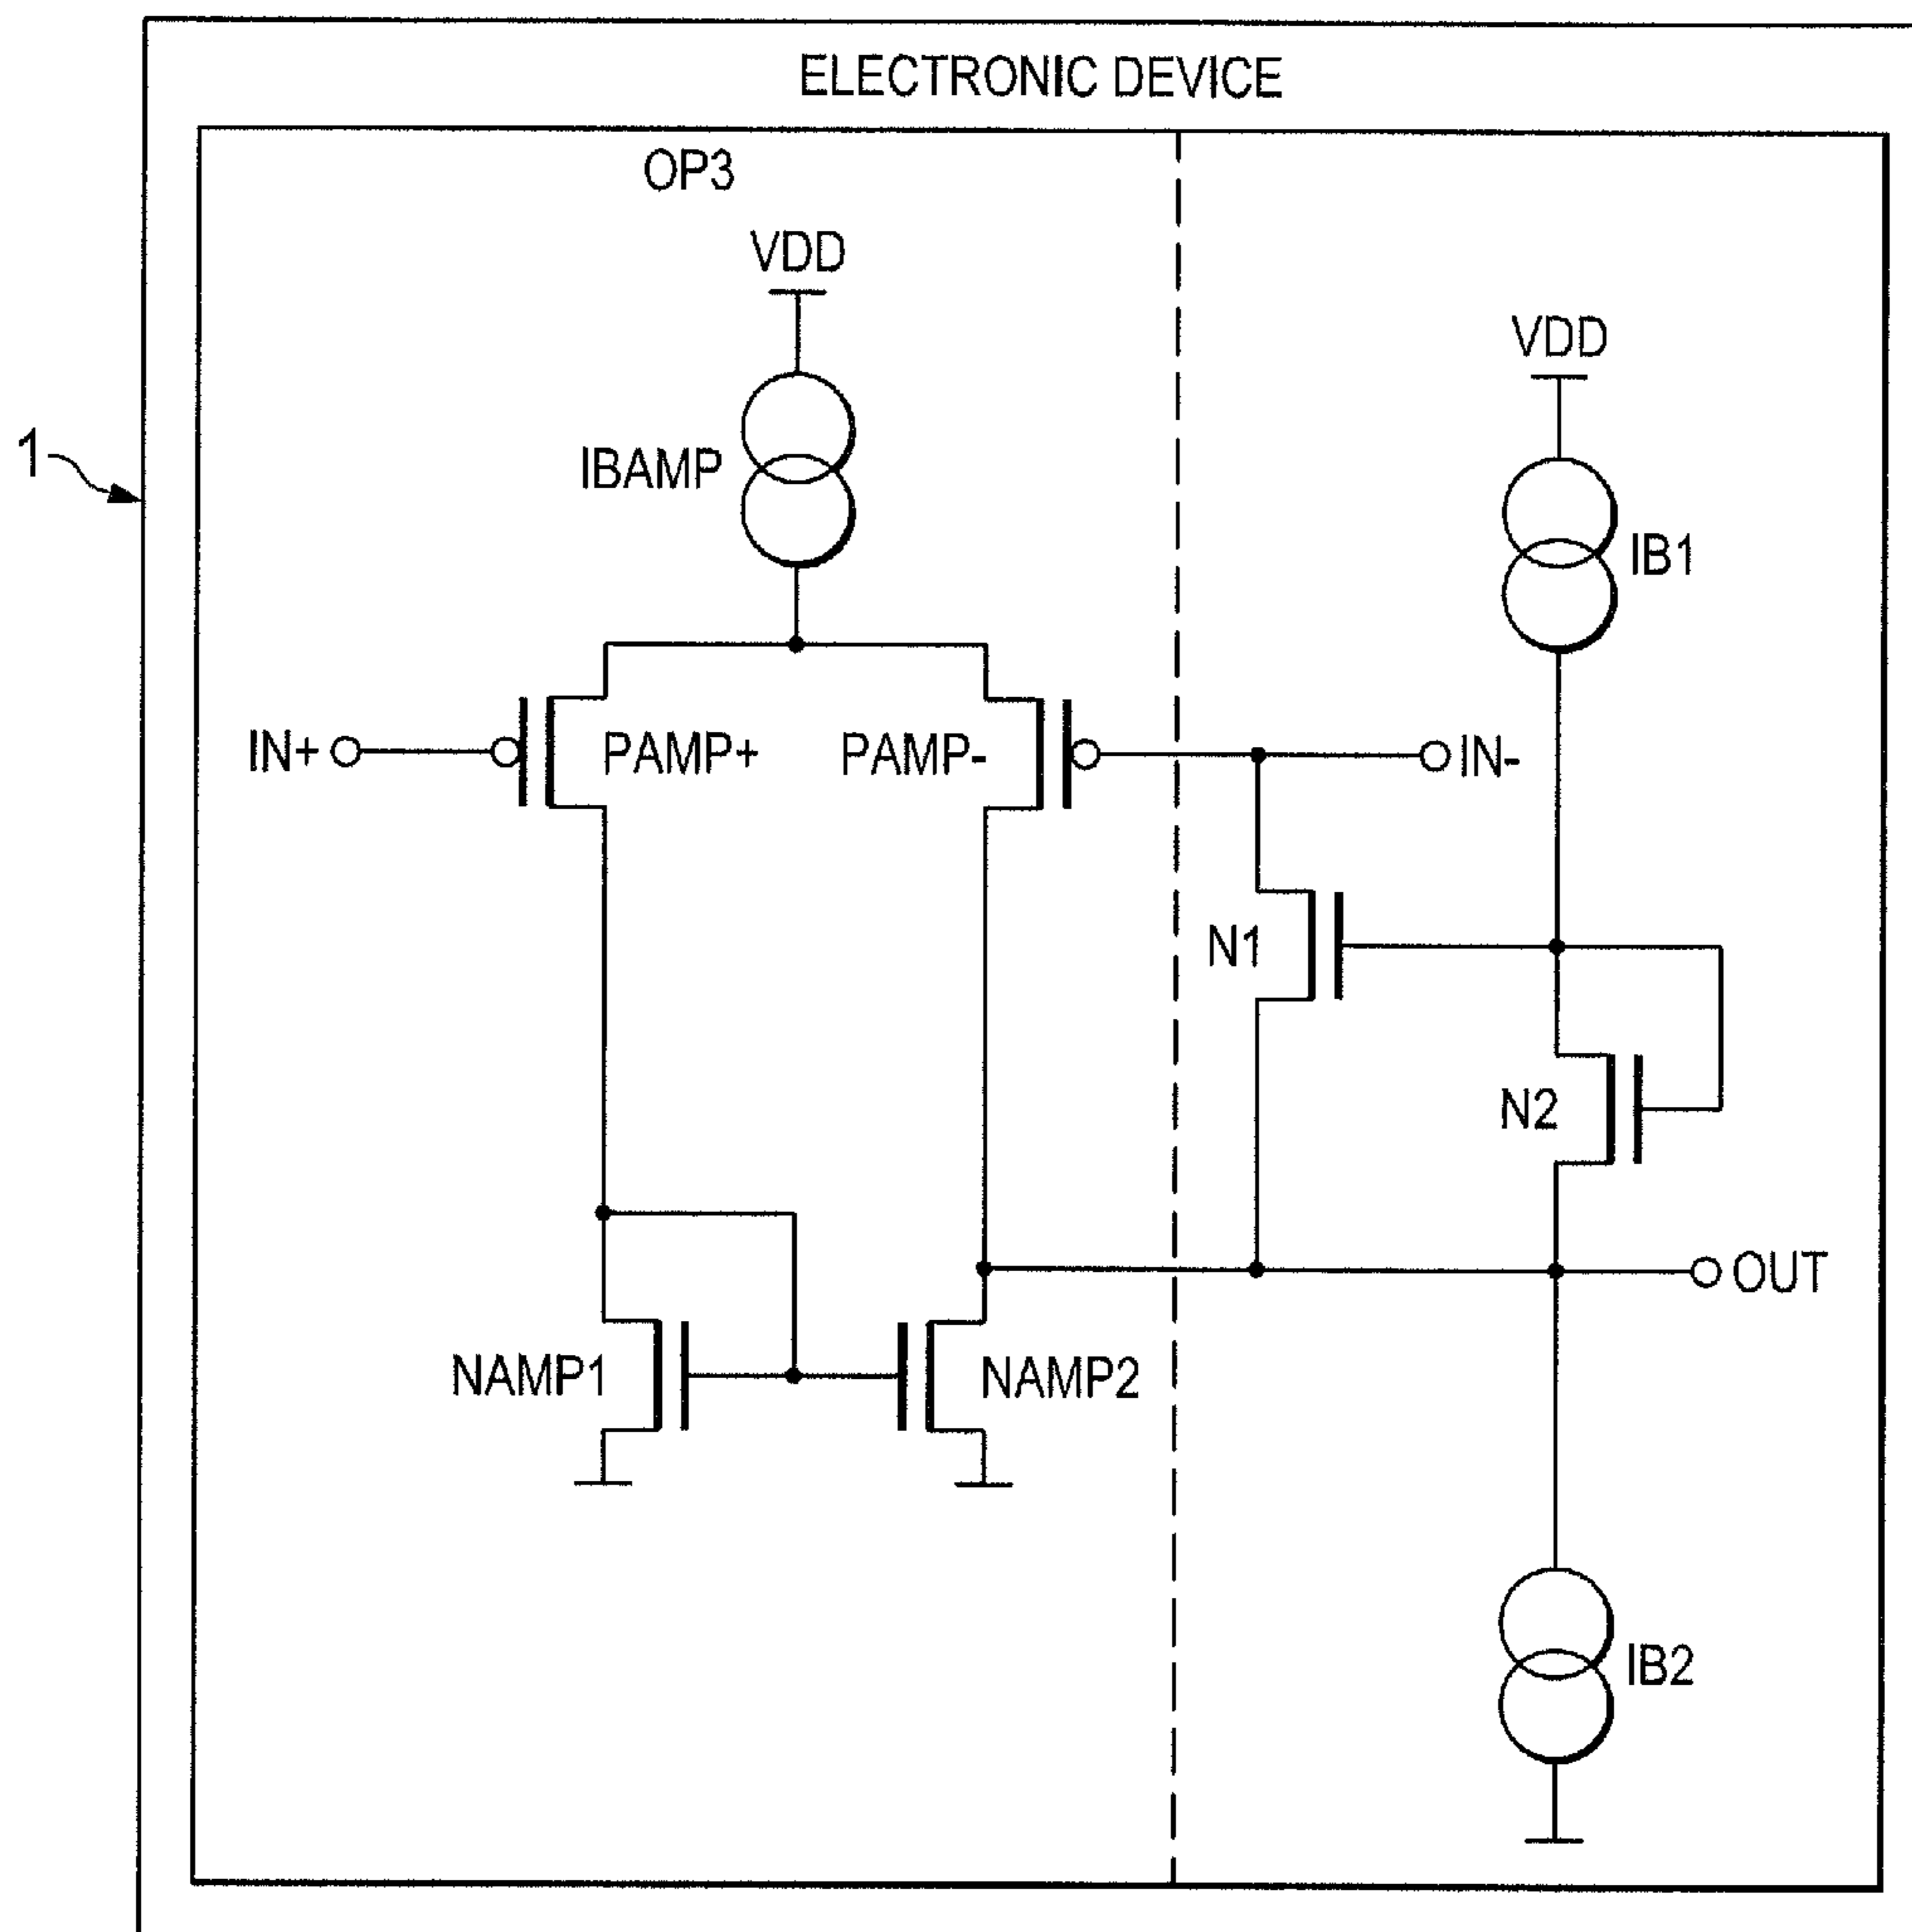 ELECTRONIC DEVICE
OP3
VDD
VDD
1
IBAMP
IB1
IN+
PAMP+
PAMP-
IN-
N1
N2
OUT
NAMP1
NAMP2
IB2